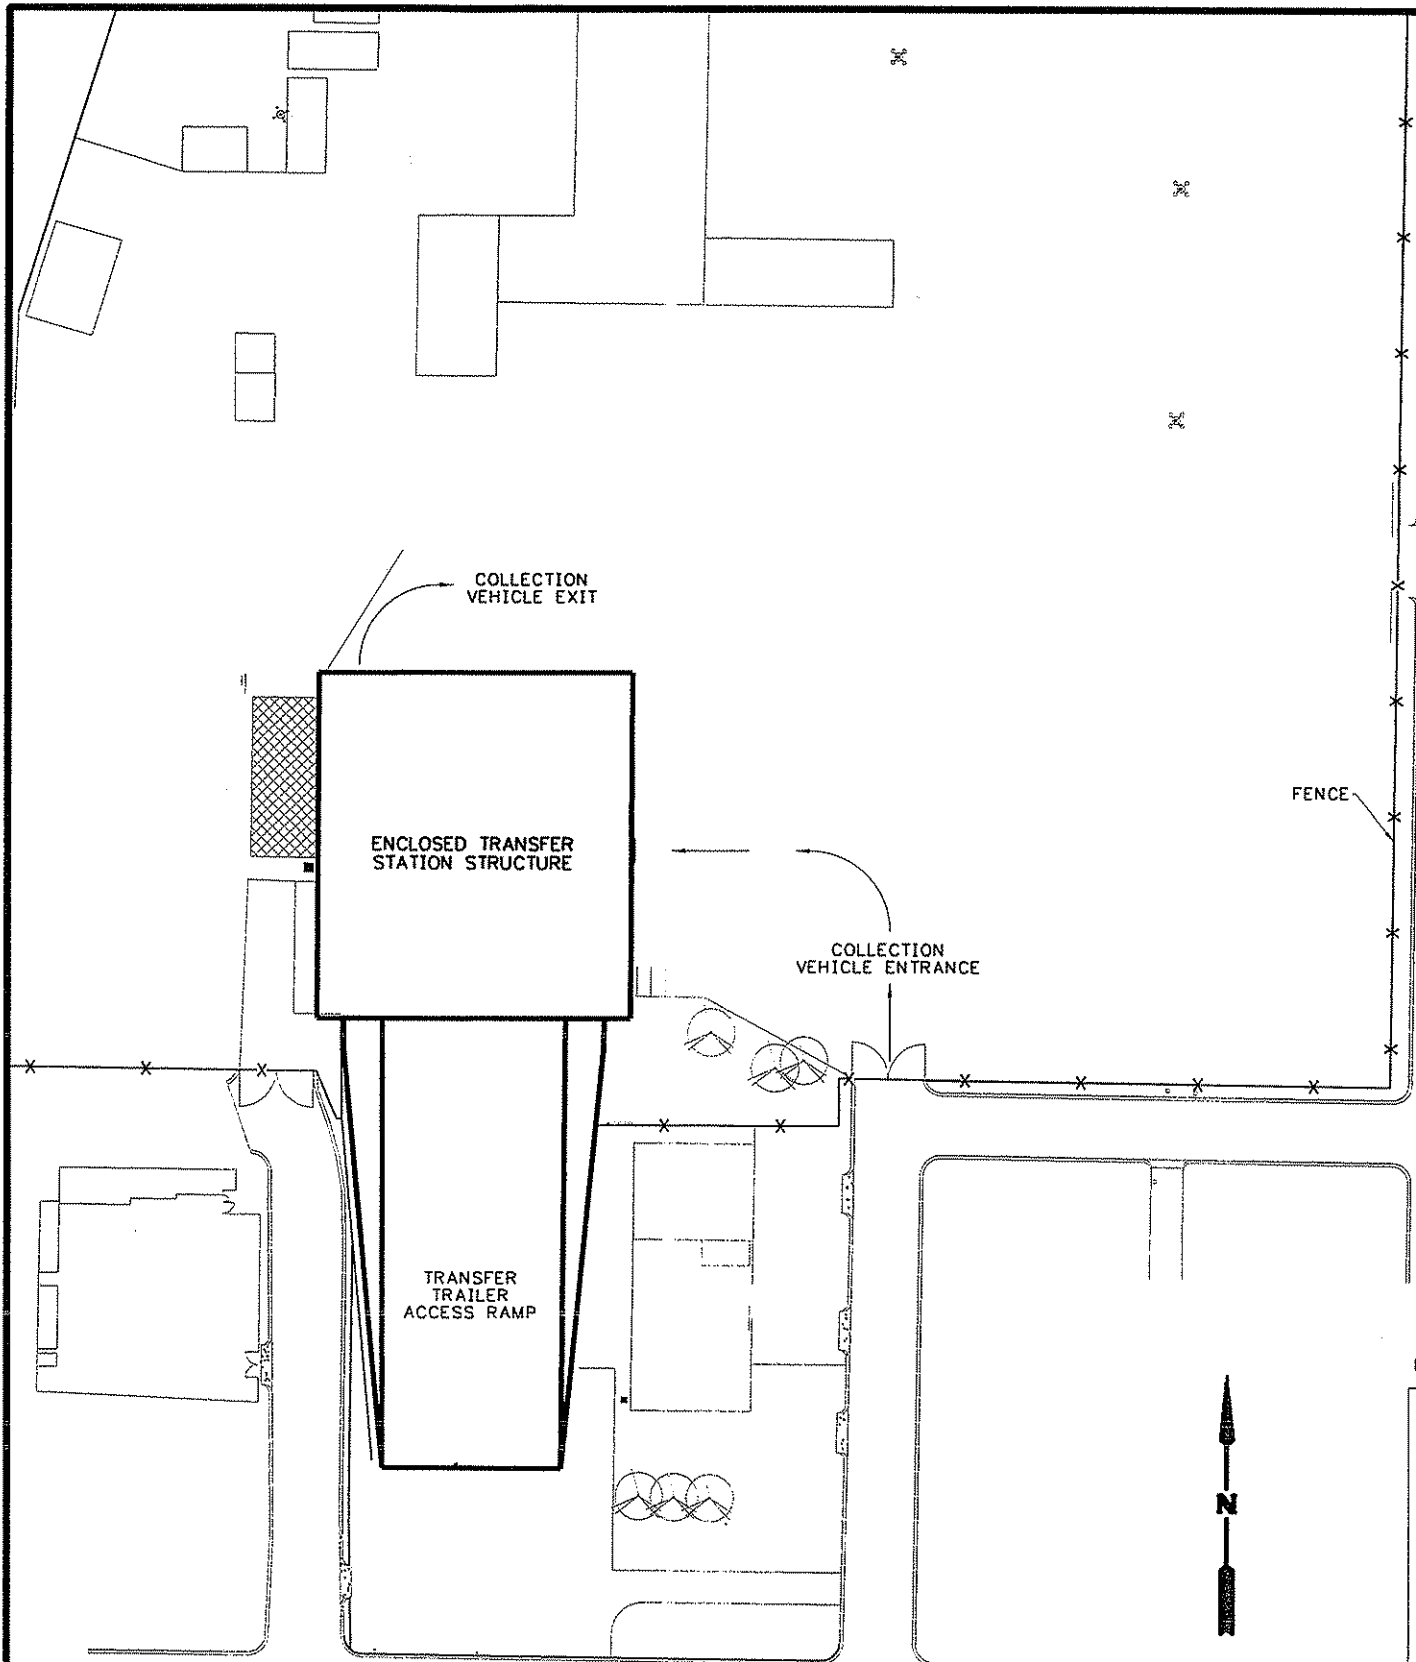 COLLECTION
VEHICLE EXIT
ENCLOSED TRANSFER
STATION STRUCTURE
FENCE
COLLECTION
VEHICLE ENTRANCE
TRANSFER
TRAILER
ACCESS RAMP
N